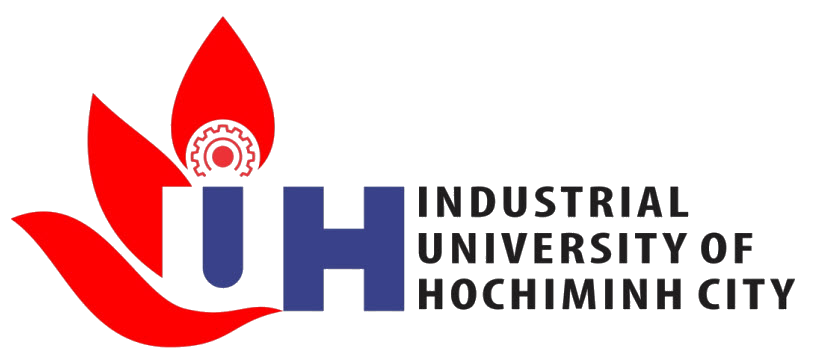 IUH
INDUSTRIAL
UNIVERSITY OF
HOCHIMINH CITY